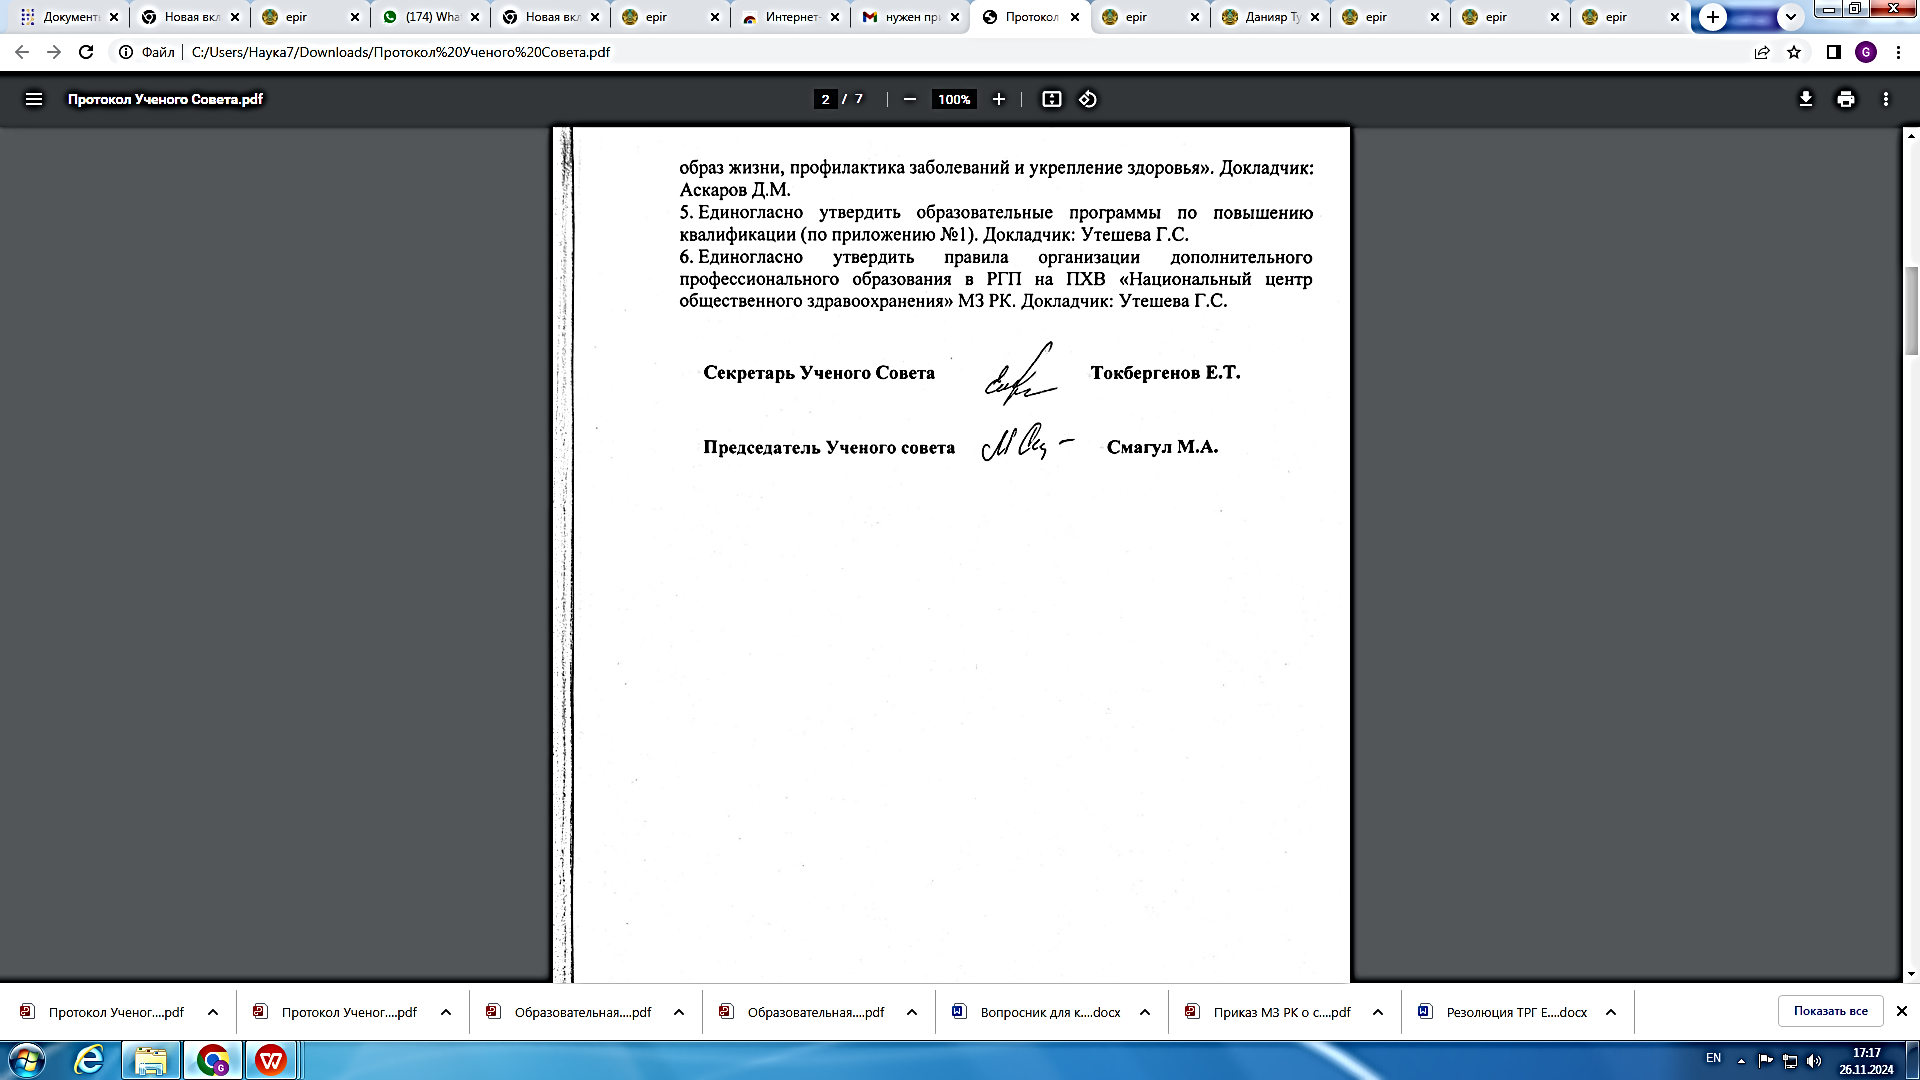 Документ
Новая вкл
epir
(174) Wha
Новая вкл
epir
Интернет-
нужен при
Протокол
epir
Данияр Ту
epir
epir
epir
Файл
C:/Users/Наука7/Downloads/Протокол%20Ученого%20Совета.pdf
G
Протокол Ученого Совета.pdf
2 / 7
100%
образ жизни, профилактика заболеваний и укрепление здоровья». Докладчик:
Аскаров Д.М.
5. Единогласно утвердить образовательные программы по повышению
квалификации (по приложению №1). Докладчик: Утешева Г.С.
6. Единогласно утвердить правила организации дополнительного
профессионального образования в РГП на ПХВ «Национальный центр
общественного здравоохранения» МЗ РК. Докладчик: Утешева Г.С.
Секретарь Ученого Совета Токбергенов Е.Т.
Председатель Ученого совета Смагул М.А.
Протокол Ученог....pdf
Протокол Ученог....pdf
Образовательная....pdf
Образовательная....pdf
Вопросник для к....docx
Приказ МЗ РК о с....pdf
Резолюция ТРГ Е....docx
Показать все
EN
17:17
26.11.2024